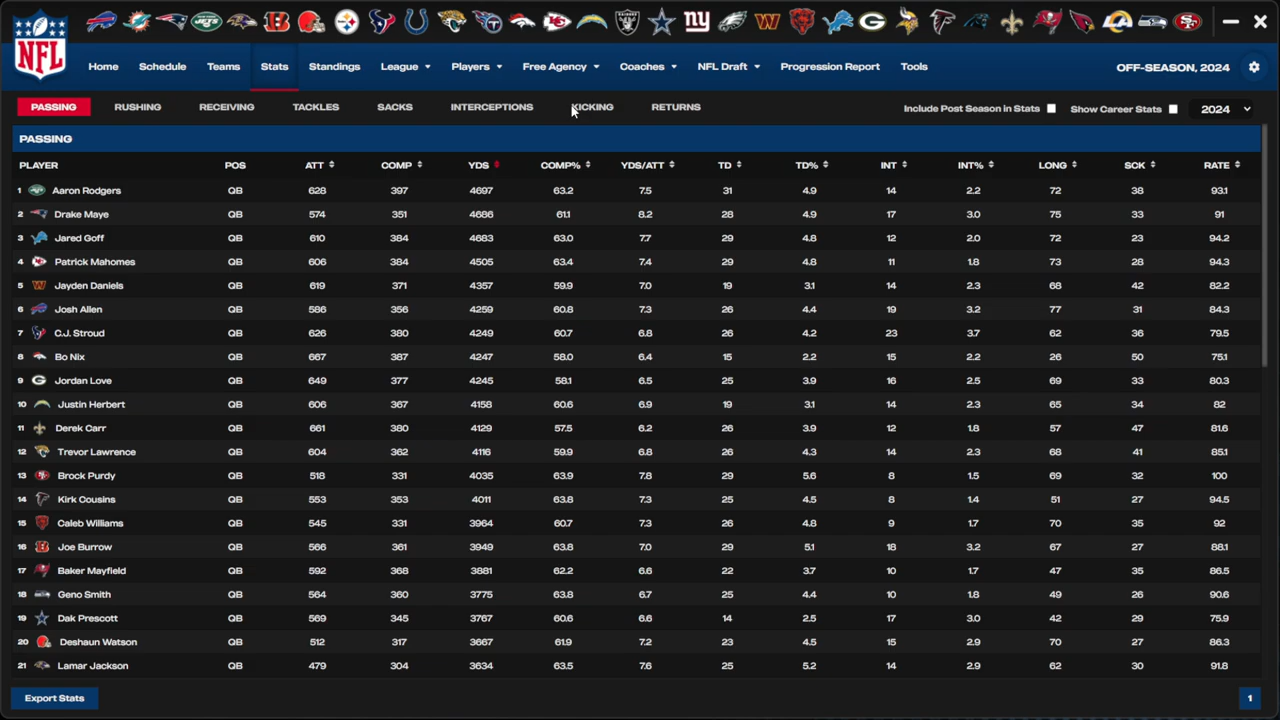 NFL
Home Schedule Teams Stats Standings League Players Free Agency Coaches NFL Draft Progression Report Tools OFF-SEASON, 2024
PASSING RUSHING RECEIVING TACKLES SACKS INTERCEPTIONS KICKING RETURNS Include Post Season in Stats Show Career Stats 2024
PASSING
PLAYER POS ATT COMP YDS COMP% YDS/ATT TD TD% INT INT% LONG SCK RATE
1 Aaron Rodgers QB 628 397 4697 63.2 7.5 31 4.9 14 2.2 72 38 93.1
2 Drake Maye QB 574 351 4686 61.1 8.2 28 4.9 17 3.0 75 33 91
3 Jared Goff QB 610 384 4683 63.0 7.7 29 4.8 12 2.0 72 23 94.2
4 Patrick Mahomes QB 606 384 4505 63.4 7.4 29 4.8 11 1.8 73 28 94.3
5 Jayden Daniels QB 619 371 4357 59.9 7.0 19 3.1 14 2.3 68 42 82.2
6 Josh Allen QB 586 356 4259 60.8 7.3 26 4.4 19 3.2 77 31 84.3
7 C.J. Stroud QB 626 380 4249 60.7 6.8 26 4.2 23 3.7 62 36 79.5
8 Bo Nix QB 667 387 4247 58.0 6.4 15 2.2 15 2.2 26 50 75.1
9 Jordan Love QB 649 377 4245 58.1 6.5 25 3.9 16 2.5 69 33 80.3
10 Justin Herbert QB 606 367 4158 60.6 6.9 19 3.1 14 2.3 65 34 82
11 Derek Carr QB 661 380 4129 57.5 6.2 26 3.9 12 1.8 57 47 81.6
12 Trevor Lawrence QB 604 362 4116 59.9 6.8 26 4.3 14 2.3 68 41 85.1
13 Brock Purdy QB 518 331 4035 63.9 7.8 29 5.6 8 1.5 69 32 100
14 Kirk Cousins QB 553 353 4011 63.8 7.3 25 4.5 8 1.4 51 27 94.5
15 Caleb Williams QB 545 331 3964 60.7 7.3 26 4.8 9 1.7 70 35 92
16 Joe Burrow QB 566 361 3949 63.8 7.0 29 5.1 18 3.2 67 27 88.1
17 Baker Mayfield QB 592 368 3881 62.2 6.6 22 3.7 10 1.7 47 35 86.5
18 Geno Smith QB 564 360 3775 63.8 6.7 25 4.4 10 1.8 49 26 90.6
19 Dak Prescott QB 569 345 3767 60.6 6.6 14 2.5 17 3.0 42 29 75.9
20 Deshaun Watson QB 512 317 3667 61.9 7.2 23 4.5 15 2.9 70 27 86.3
21 Lamar Jackson QB 479 304 3634 63.5 7.6 25 5.2 14 2.9 62 30 91.8
Export Stats 1